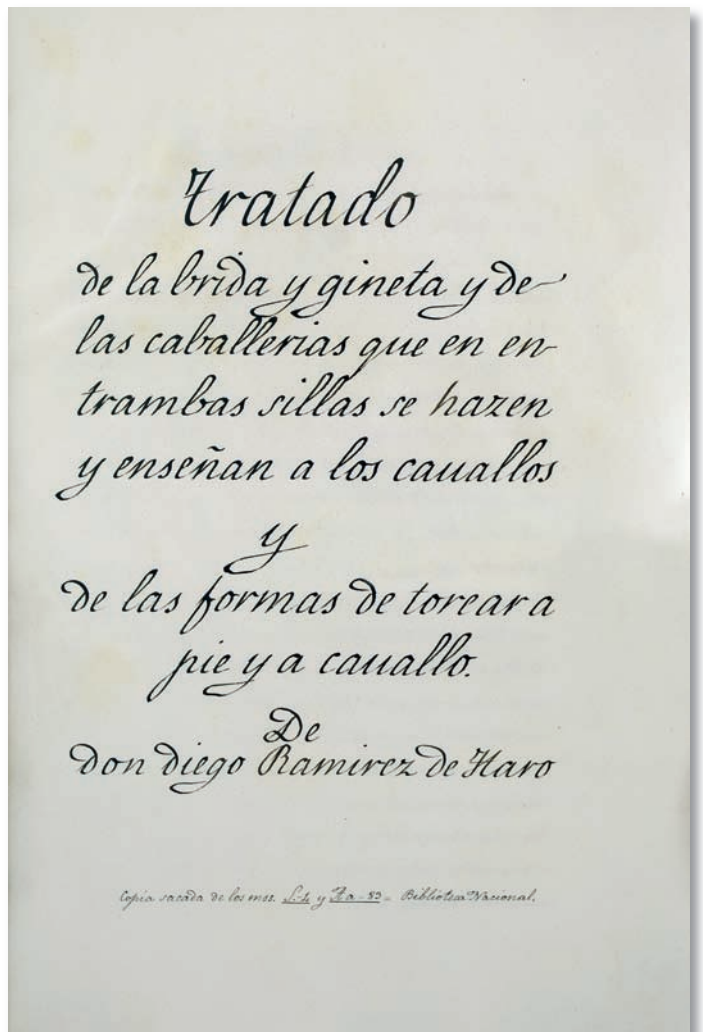 tratado
de la brida y gineta y de
las caballerias que en en-
trambas sillas se hazen
y enseñan a los cauallos
y
de las formas de torear a
pie y a cauallo.
De
don diego Ramirez de Haro
Copia sacada de los mss. L-4 y Aa-83 = Biblioteca Nacional.